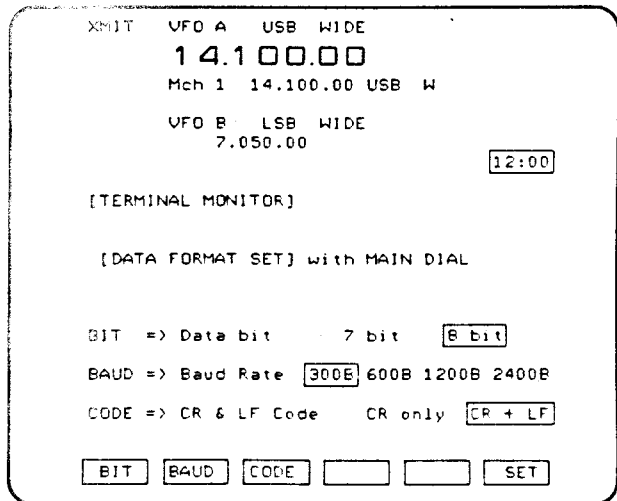 XMIT VFO A USB WIDE
14.100.00
Mch 1 14.100.00 USB W
VFO B LSB WIDE
7.050.00
12:00
[TERMINAL MONITOR]
[DATA FORMAT SET] with MAIN DIAL
BIT => Data bit 7 bit 8 bit
BAUD => Baud Rate 300B 600B 1200B 2400B
CODE => CR & LF Code CR only CR + LF
BIT BAUD CODE SET